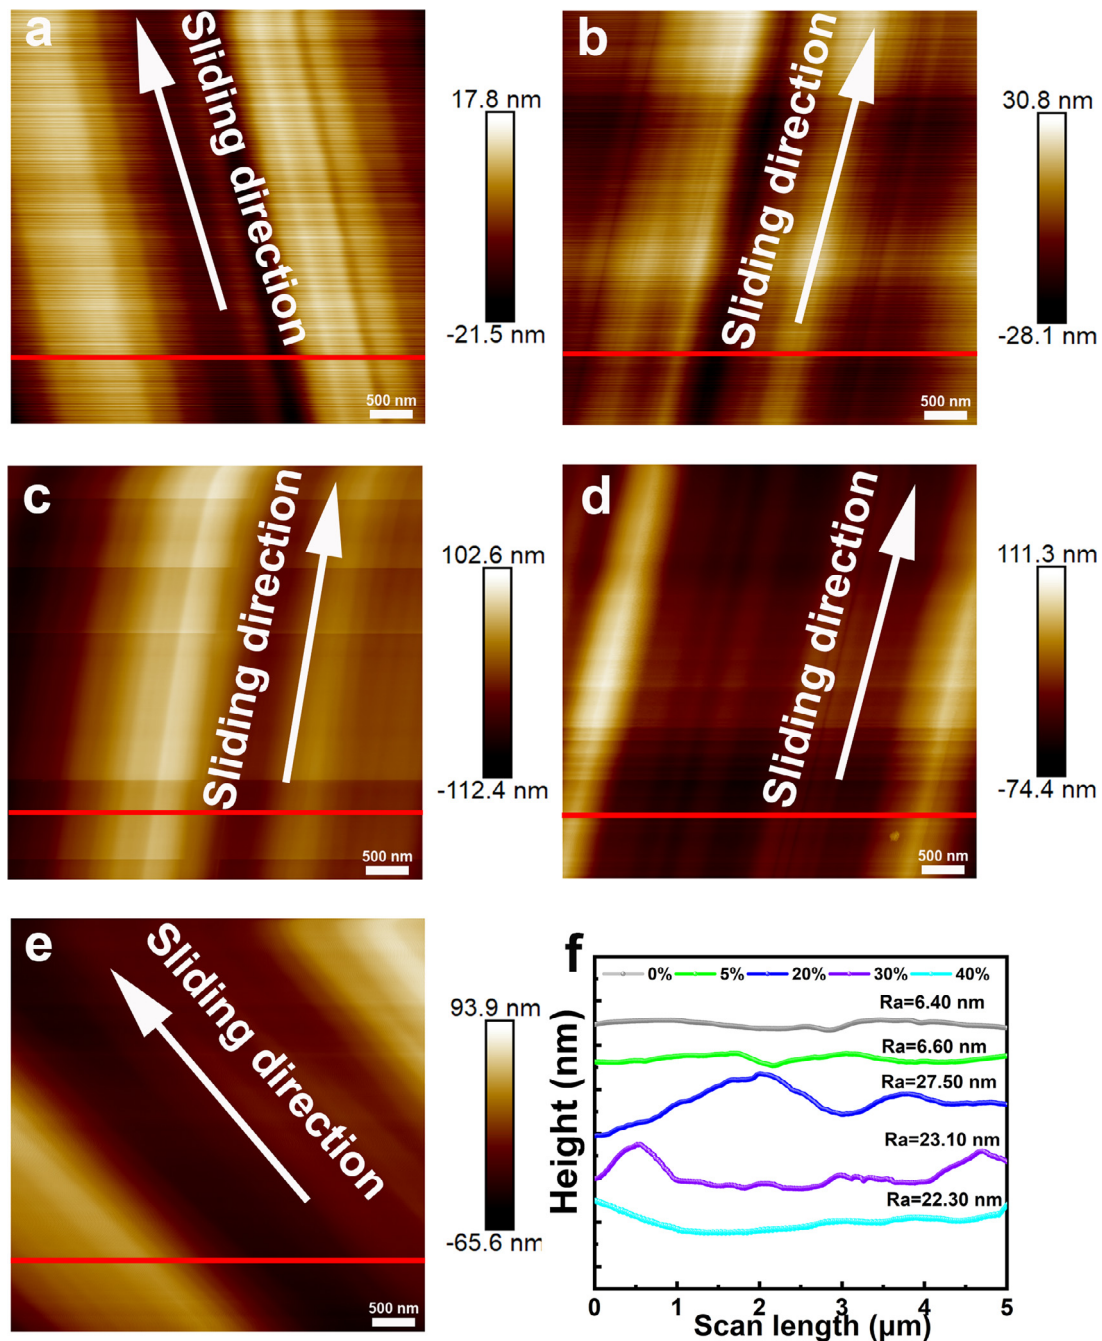 a
Sliding direction
17.8 nm
-21.5 nm
500 nm
b
Sliding direction
30.8 nm
-28.1 nm
500 nm
c
Sliding direction
102.6 nm
-112.4 nm
500 nm
d
Sliding direction
111.3 nm
-74.4 nm
500 nm
e
Sliding direction
93.9 nm
-65.6 nm
500 nm
f
0% 5% 20% 30% 40%
Ra=6.40 nm
Ra=6.60 nm
Ra=27.50 nm
Ra=23.10 nm
Ra=22.30 nm
Height (nm)
0 1 2 3 4 5
Scan length (μm)